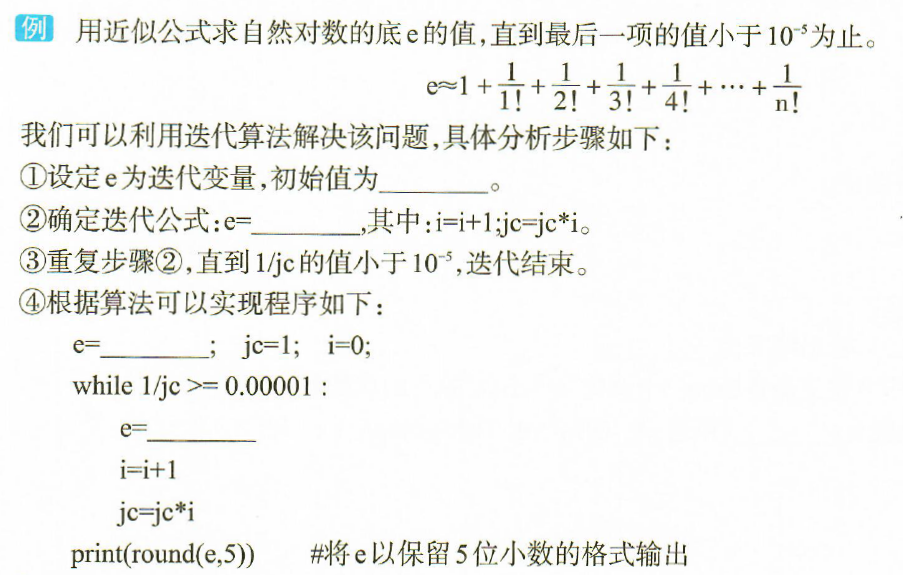 例 用近似公式求自然对数的底e的值,直到最后一项的值小于10⁻⁵为止。
e≈1 + 1/1! + 1/2! + 1/3! + 1/4! + ⋯ + 1/n!
我们可以利用迭代算法解决该问题,具体分析步骤如下:
①设定e为迭代变量,初始值为________。
②确定迭代公式:e=________,其中:i=i+1;jc=jc*i。
③重复步骤②,直到1/jc的值小于10⁻⁵,迭代结束。
④根据算法可以实现程序如下:
e=________; jc=1; i=0;
while 1/jc >= 0.00001 :
e=________
i=i+1
jc=jc*i
print(round(e,5)) #将e以保留5位小数的格式输出